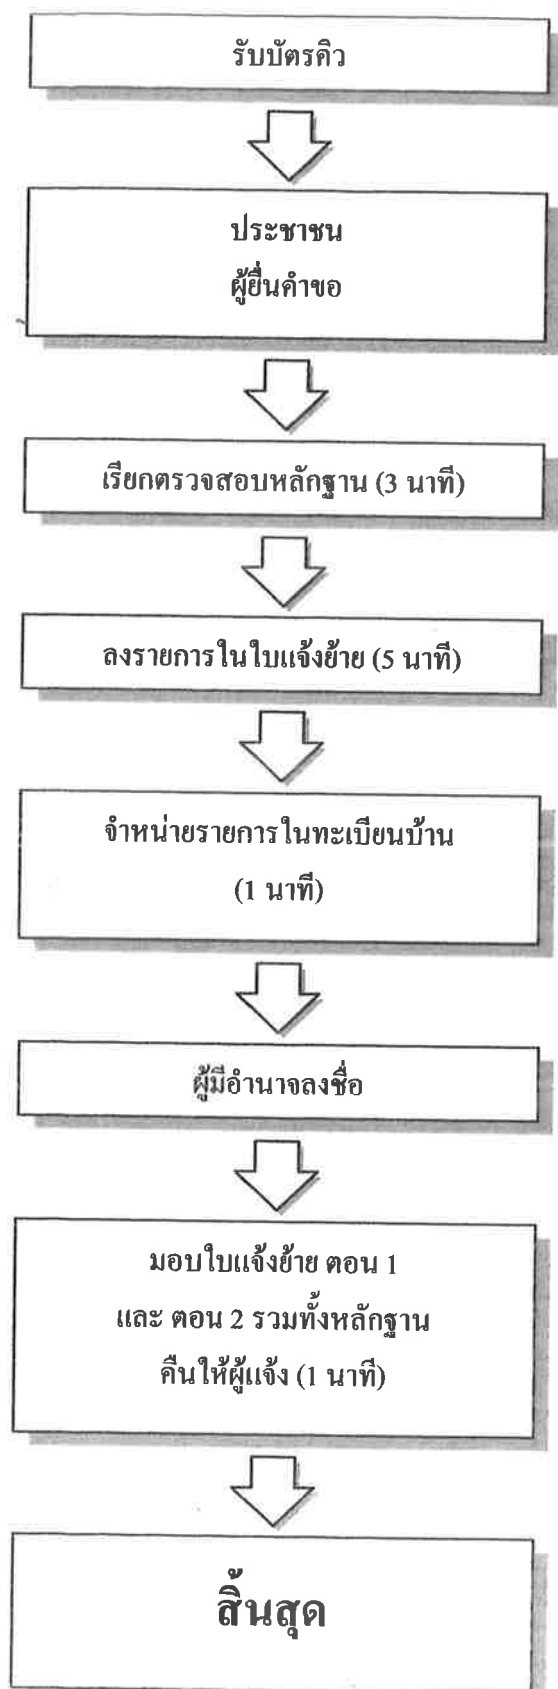 รับบัตรคิว
ประชาชน
ผู้ยื่นคำขอ
เรียกตรวจสอบหลักฐาน (3 นาที)
ลงรายการในใบแจ้งย้าย (5 นาที)
จำหน่ายรายการในทะเบียนบ้าน
(1 นาที)
ผู้มีอำนาจลงชื่อ
มอบใบแจ้งย้าย ตอน 1
และ ตอน 2 รวมทั้งหลักฐาน
คืนให้ผู้แจ้ง (1 นาที)
สิ้นสุด